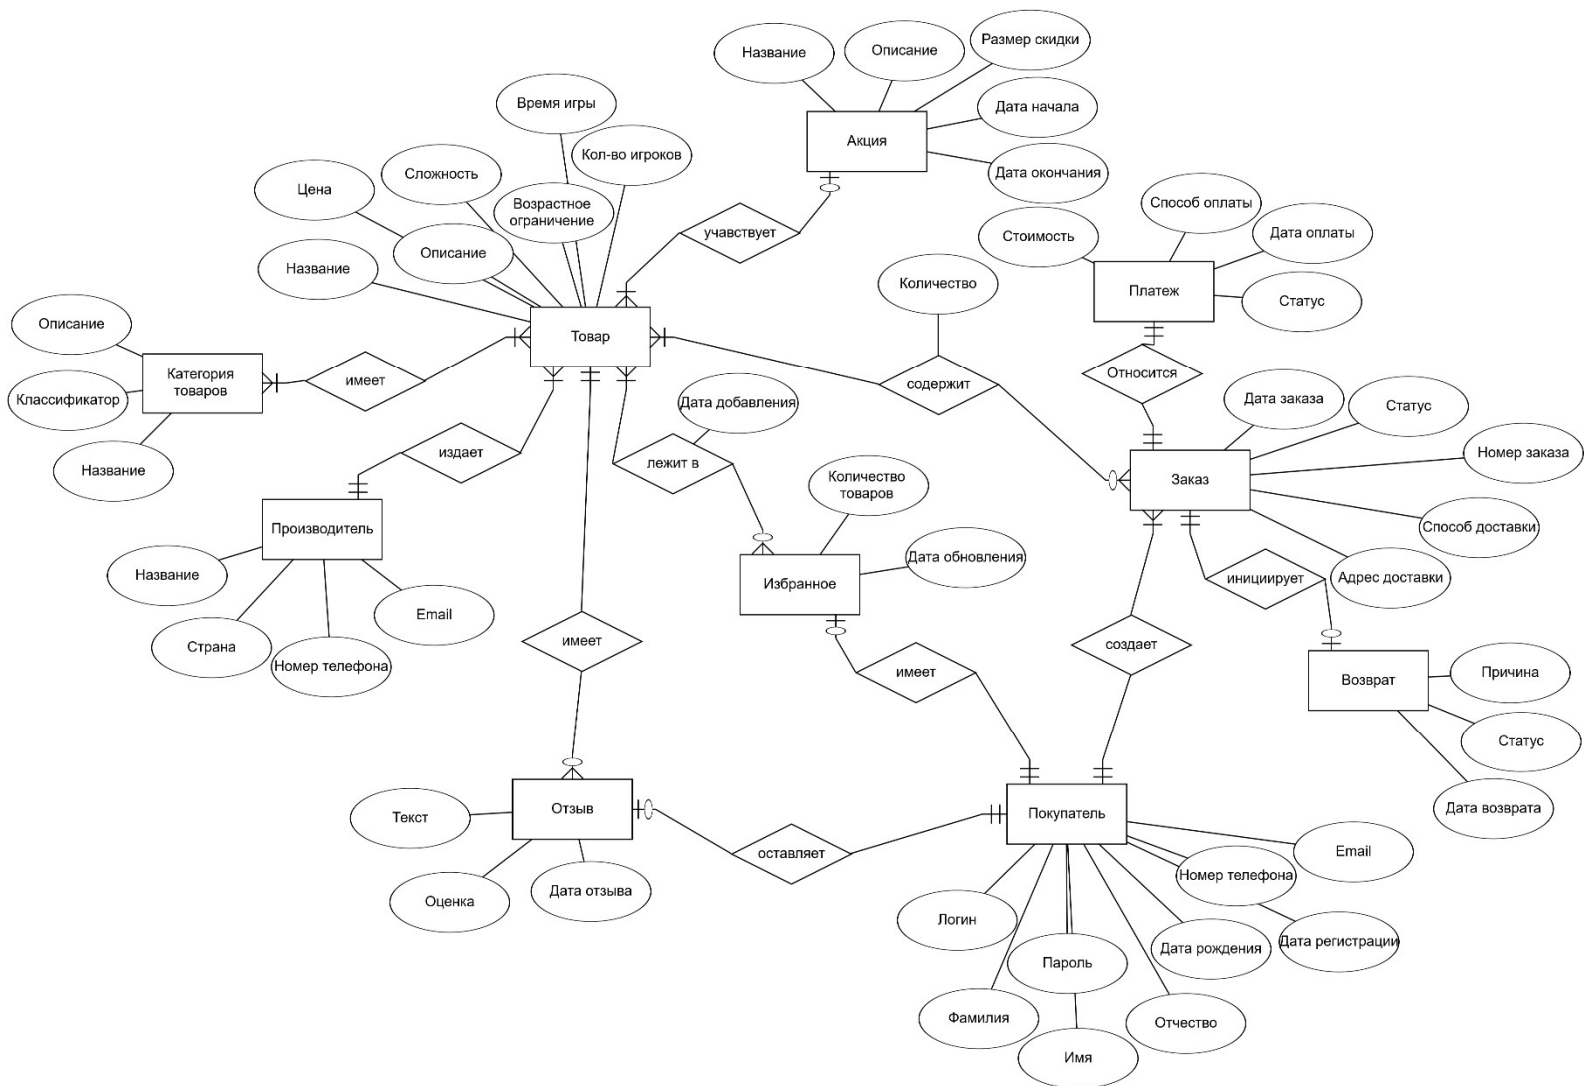 Размер скидки
Название
Описание
Время игры
Дата начала
Акция
Кол-во игроков
Сложность
Дата окончания
Цена
Возрастное
ограничение
Способ оплаты
учавствует
Стоимость
Дата оплаты
Описание
Название
Количество
Платеж
Статус
Описание
Товар
Категория
товаров
имеет
содержит
Относится
Классификатор
Дата добавления
Дата заказа
Статус
издает
Номер заказа
Название
лежит в
Количество
товаров
Заказ
Производитель
Способ доставки
Дата обновления
Название
Избранное
инициирует
Адрес доставки
Email
Страна
имеет
создает
Номер телефона
имеет
Причина
Возврат
Статус
Отзыв
Текст
Покупатель
Дата возврата
оставляет
Email
Номер телефона
Оценка
Дата отзыва
Логин
Дата регистрации
Пароль
Дата рождения
Фамилия
Отчество
Имя